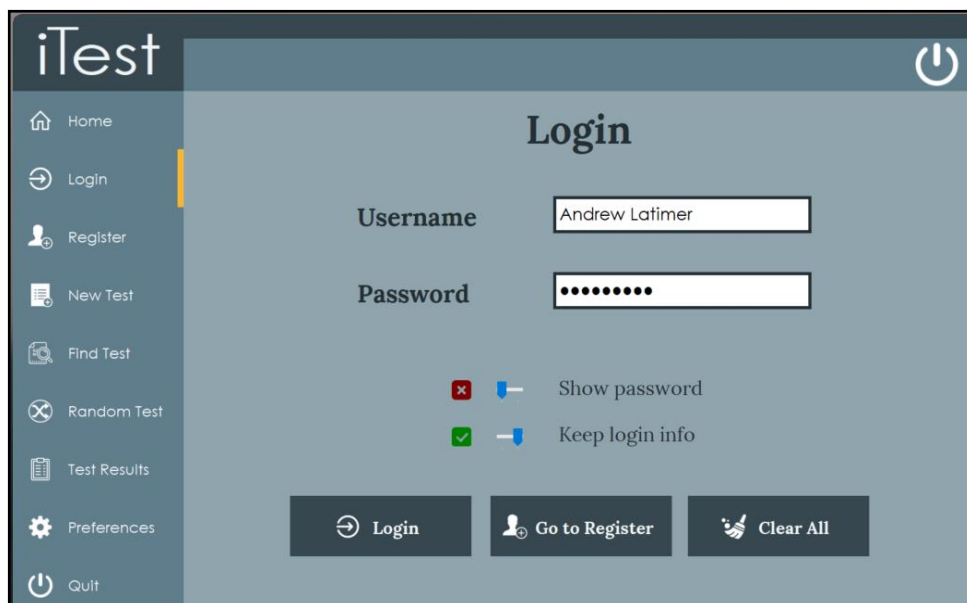 iTest
Home
Login
Register
New Test
Find Test
Random Test
Test Results
Preferences
Quit
Login
Username
Andrew Latimer
Password
•••••••••
Show password
Keep login info
Login
Go to Register
Clear All